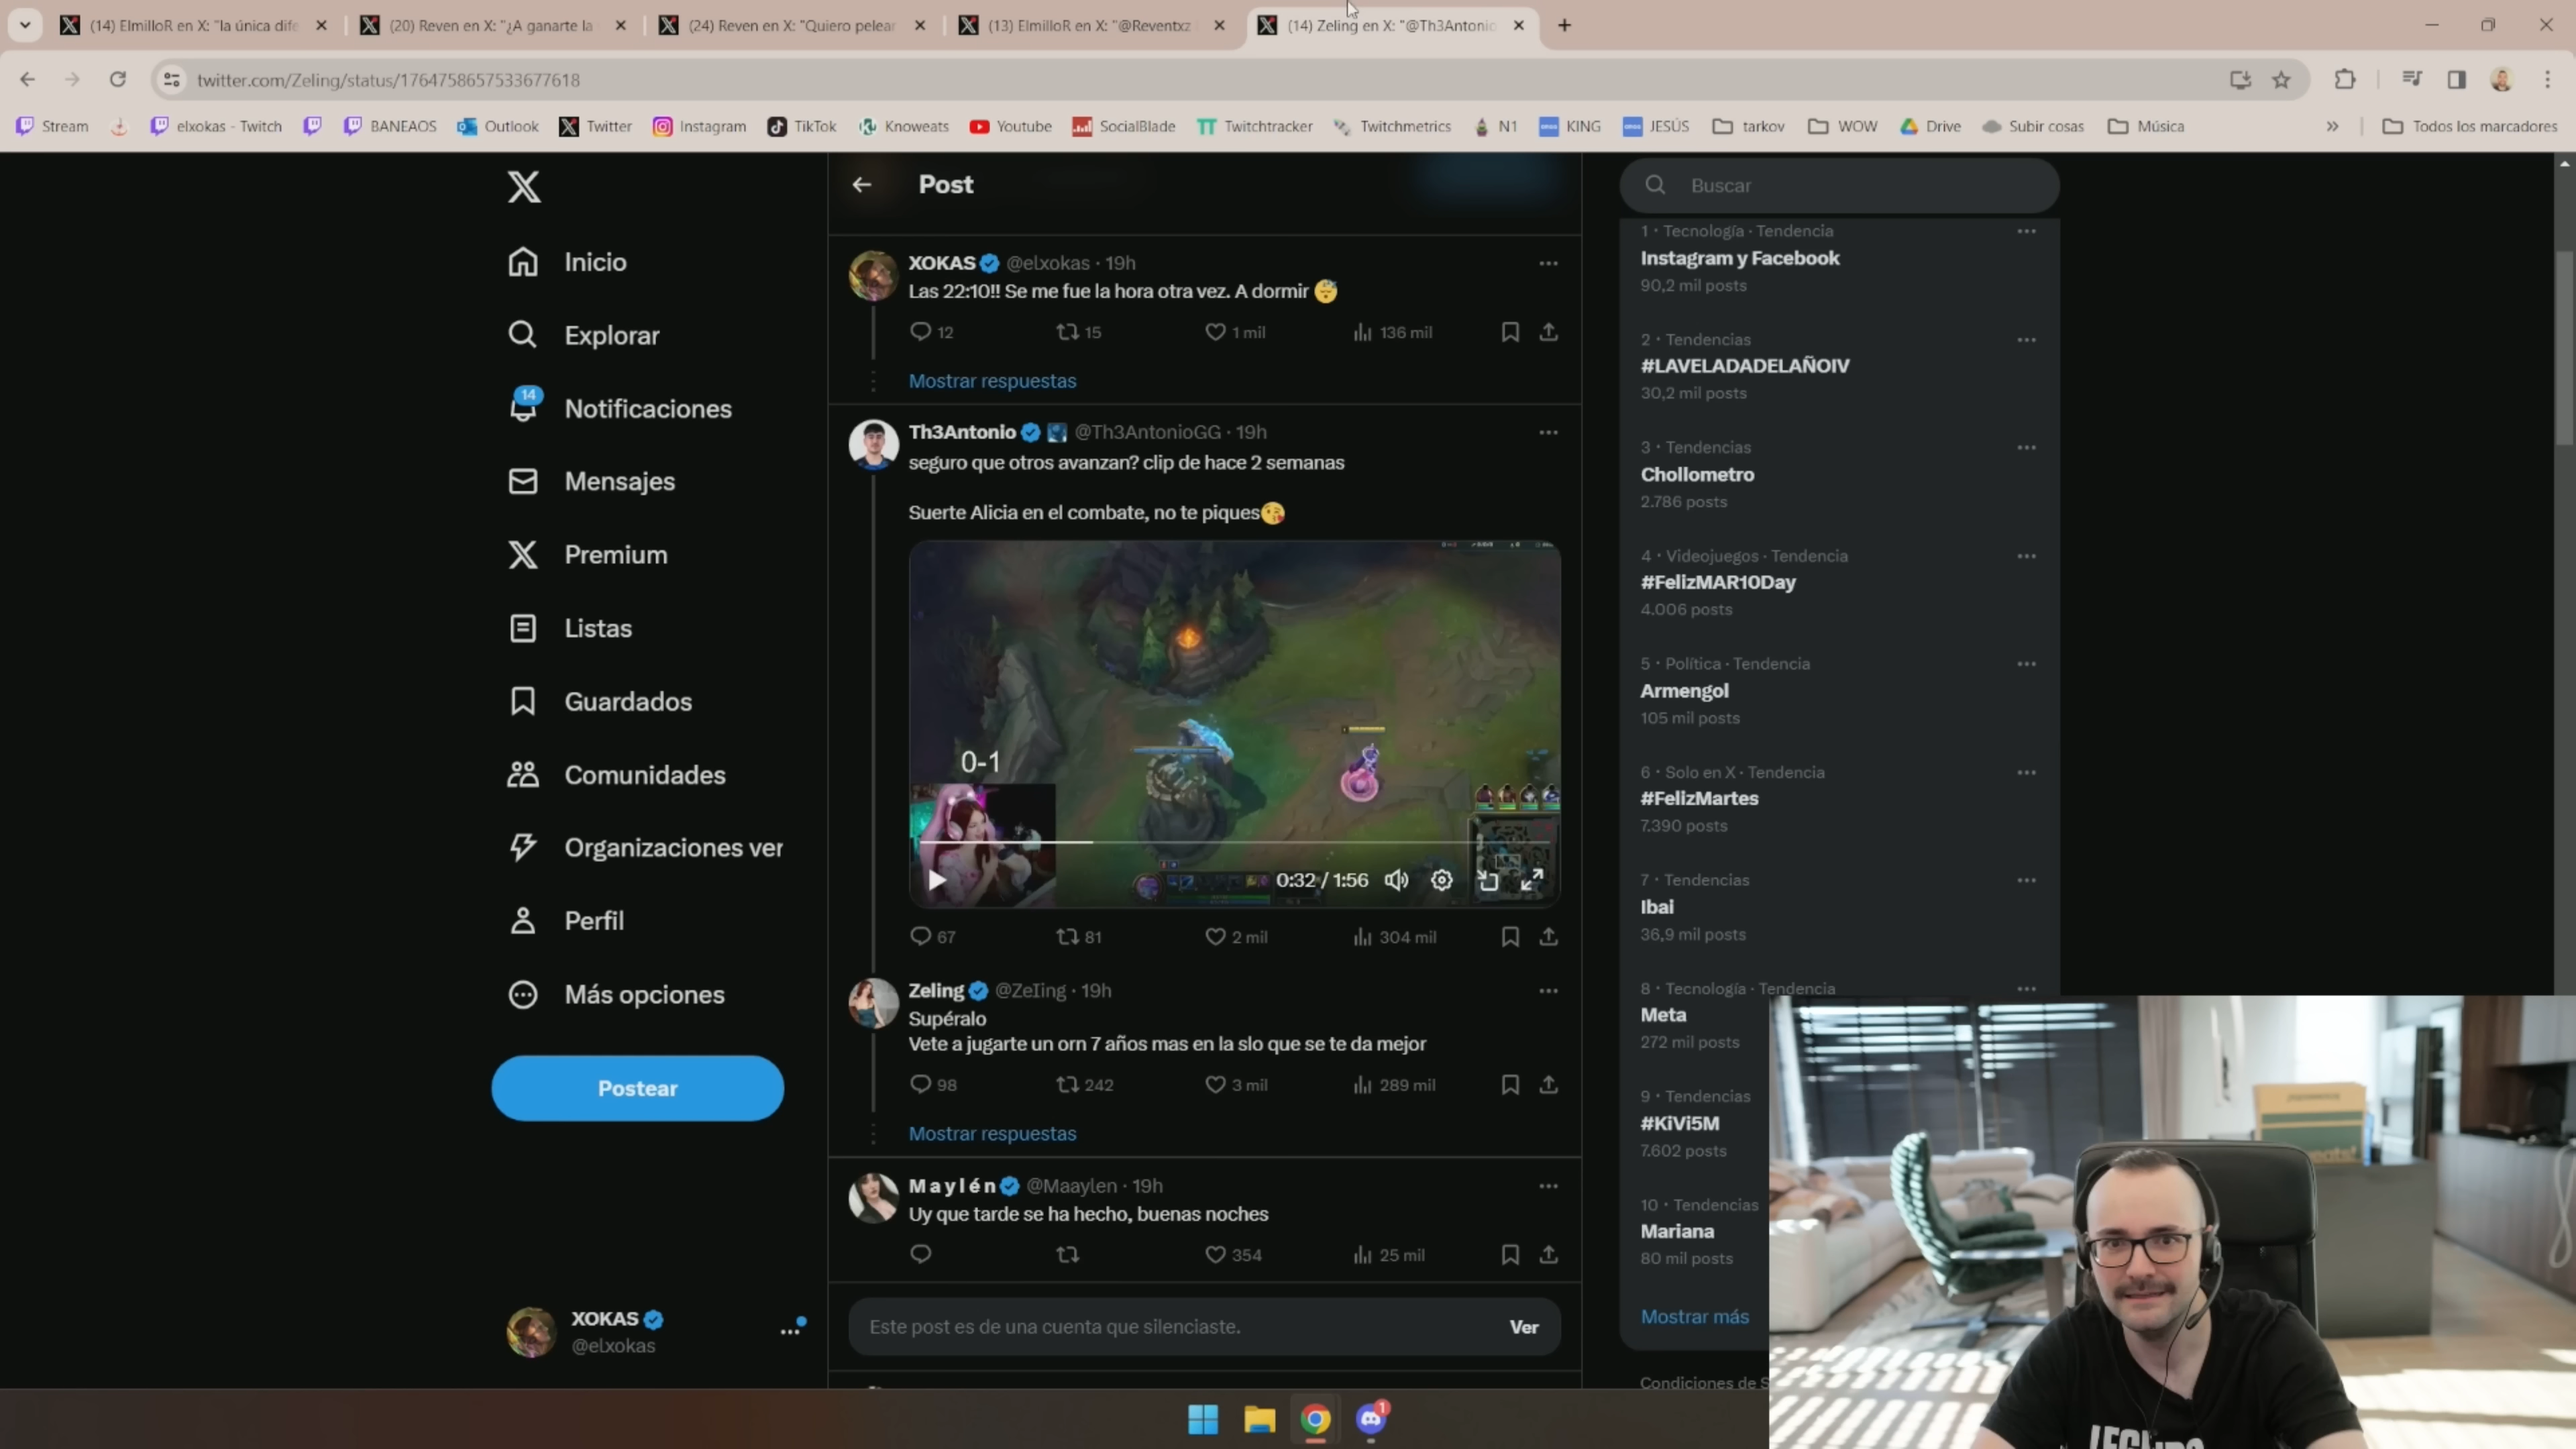 (14) ElmilloR en X: "la única dife
(20) Reven en X: "¿A ganarte la
(24) Reven en X: "Quiero pelear
(13) ElmilloR en X: "@Reventxz
(14) Zeling en X: "@Th3Antonio
twitter.com/Zeling/status/1764758657533677618
Stream
elxokas - Twitch
BANEAOS
Outlook
Twitter
Instagram
TikTok
Knoweats
Youtube
SocialBlade
Twitchtracker
Twitchmetrics
N1
KING
JESÚS
tarkov
WOW
Drive
Subir cosas
Música
Todos los marcadores
Inicio
Explorar
14
Notificaciones
Mensajes
Premium
Listas
Guardados
Comunidades
Organizaciones ver
Perfil
Más opciones
Postear
XOKAS
@elxokas
Post
XOKAS @elxokas · 19h
Las 22:10!! Se me fue la hora otra vez. A dormir 😴
12 15 1 mil 136 mil
Mostrar respuestas
Th3Antonio @Th3AntonioGG · 19h
seguro que otros avanzan? clip de hace 2 semanas
Suerte Alicia en el combate, no te piques😘
0-1
0:32 / 1:56
67 81 2 mil 304 mil
Zeling @ZeIing · 19h
Supéralo
Vete a jugarte un orn 7 años mas en la slo que se te da mejor
98 242 3 mil 289 mil
Mostrar respuestas
M a y l é n @Maaylen · 19h
Uy que tarde se ha hecho, buenas noches
354 25 mil
Este post es de una cuenta que silenciaste.
Ver
Buscar
1 · Tecnología · Tendencia
Instagram y Facebook
90,2 mil posts
2 · Tendencias
#LAVELADADELAÑOIV
30,2 mil posts
3 · Tendencias
Chollometro
2.786 posts
4 · Videojuegos · Tendencia
#FelizMAR10Day
4.006 posts
5 · Política · Tendencia
Armengol
105 mil posts
6 · Solo en X · Tendencia
#FelizMartes
7.390 posts
7 · Tendencias
Ibai
36,9 mil posts
8 · Tecnología · Tendencia
Meta
272 mil posts
9 · Tendencias
#KiVi5M
7.602 posts
10 · Tendencias
Mariana
80 mil posts
Mostrar más
Condiciones de S
1